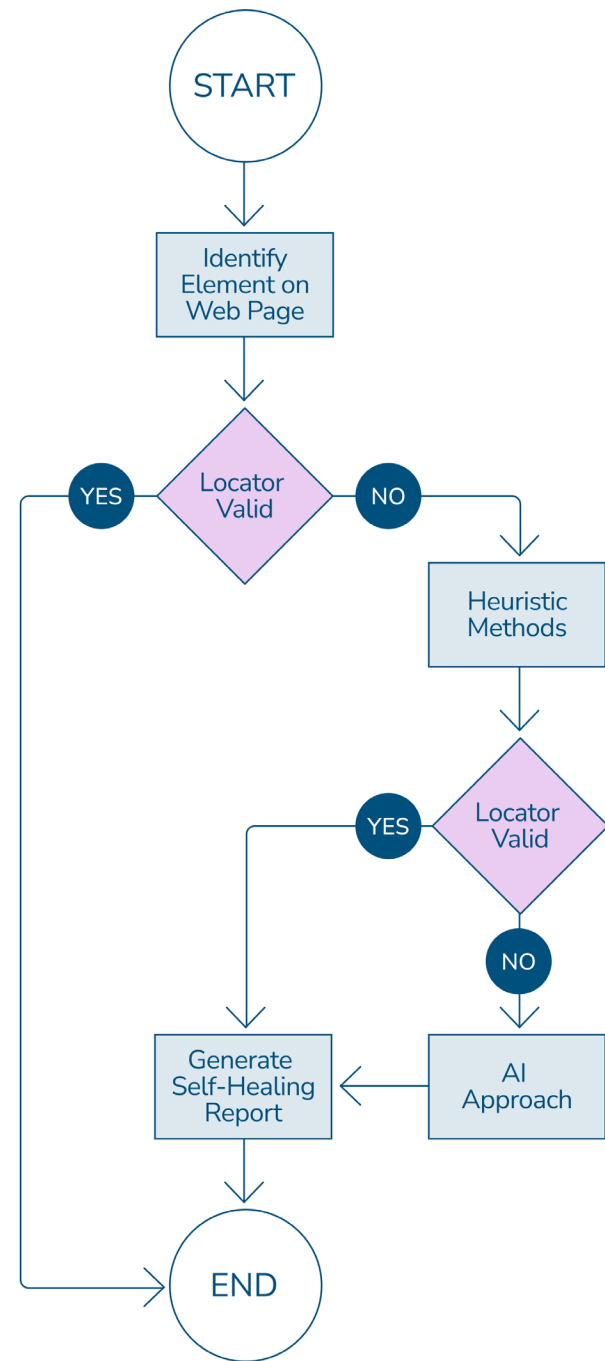 START
Identify
Element on
Web Page
Locator
Valid
YES
NO
Heuristic
Methods
Locator
Valid
YES
NO
Generate
Self-Healing
Report
AI
Approach
END